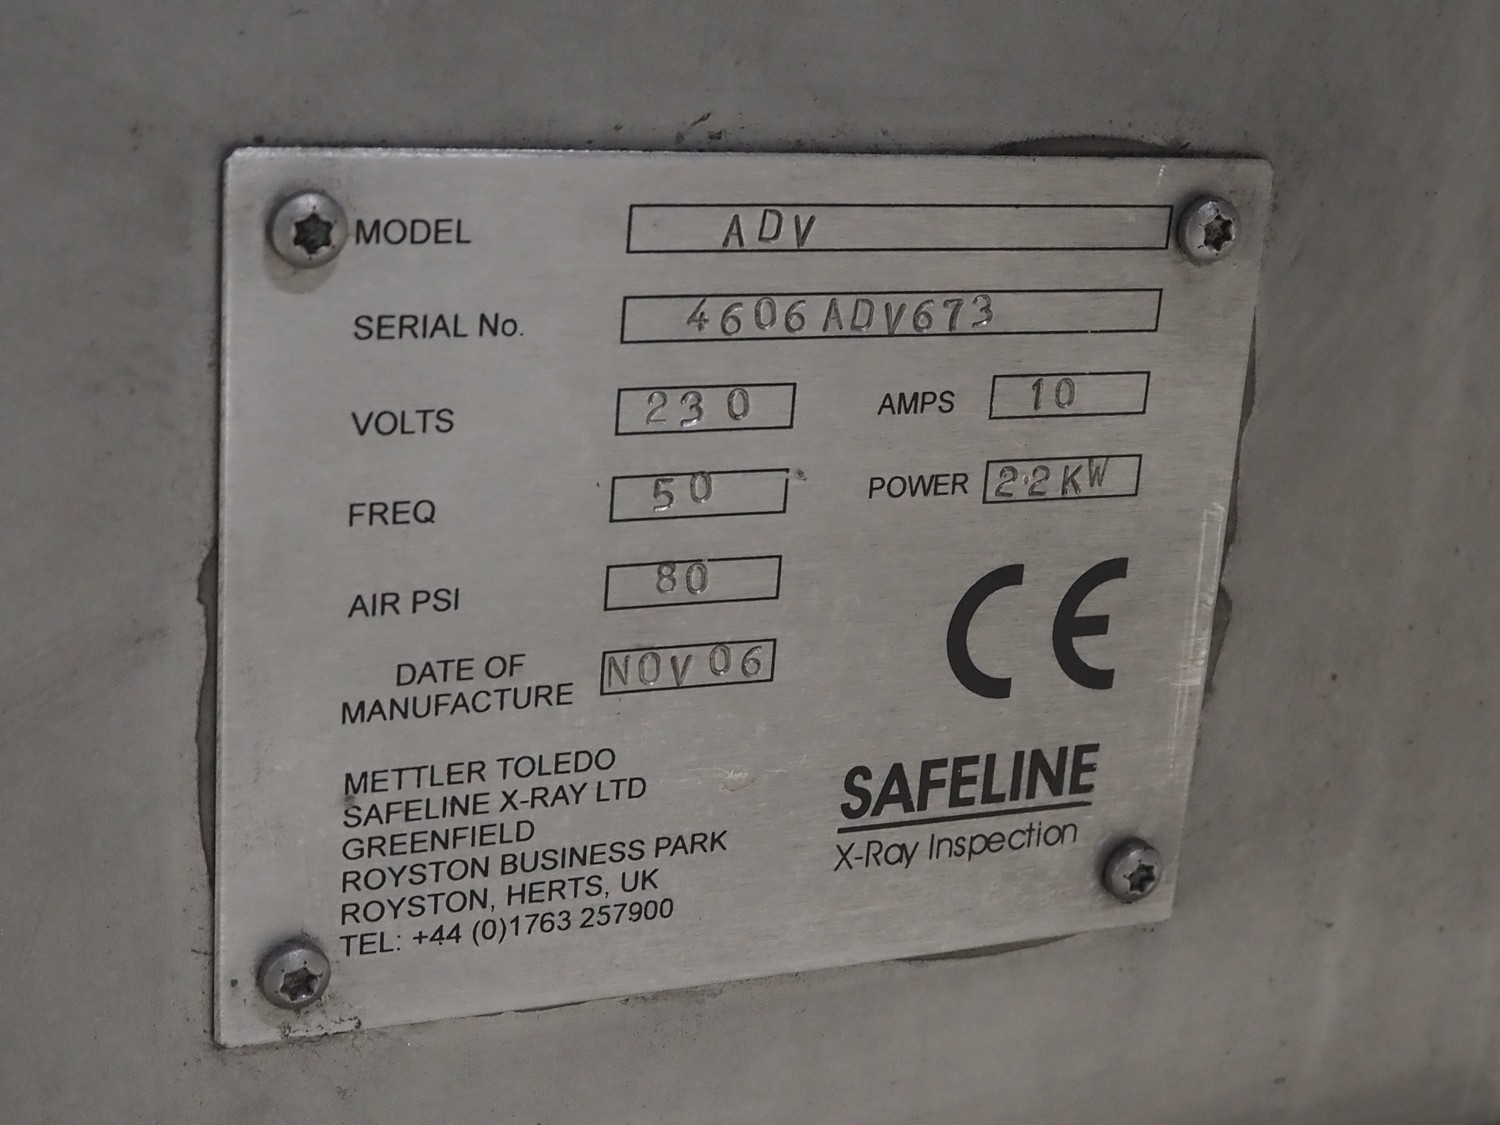 MODEL ADV
SERIAL No. 4606ADV673
VOLTS 230 AMPS 10
FREQ 50 POWER 2.2KW
AIR PSI 80
DATE OF
MANUFACTURE NOV 06
CE
METTLER TOLEDO
SAFELINE X-RAY LTD
GREENFIELD
ROYSTON BUSINESS PARK
ROYSTON, HERTS, UK
TEL: +44 (0)1763 257900
SAFELINE
X-Ray Inspection